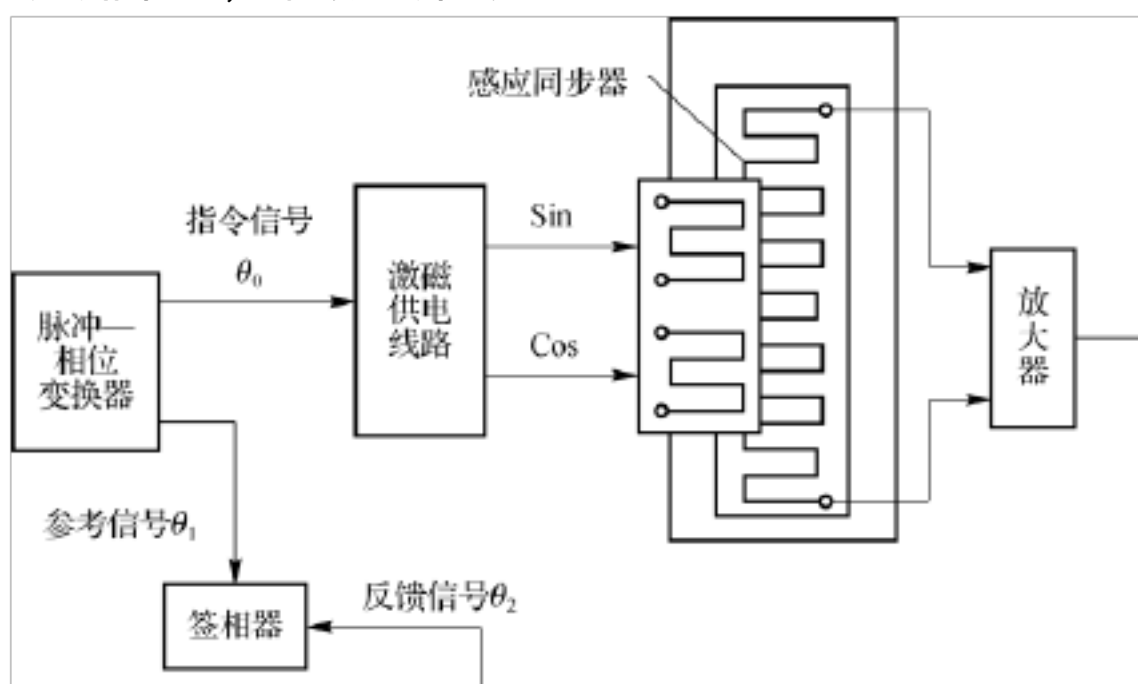 感应同步器
指令信号
θ₀
Sin
激磁
供电
线路
Cos
脉冲—
相位
变换器
放
大
器
参考信号θ₁
反馈信号θ₂
签相器